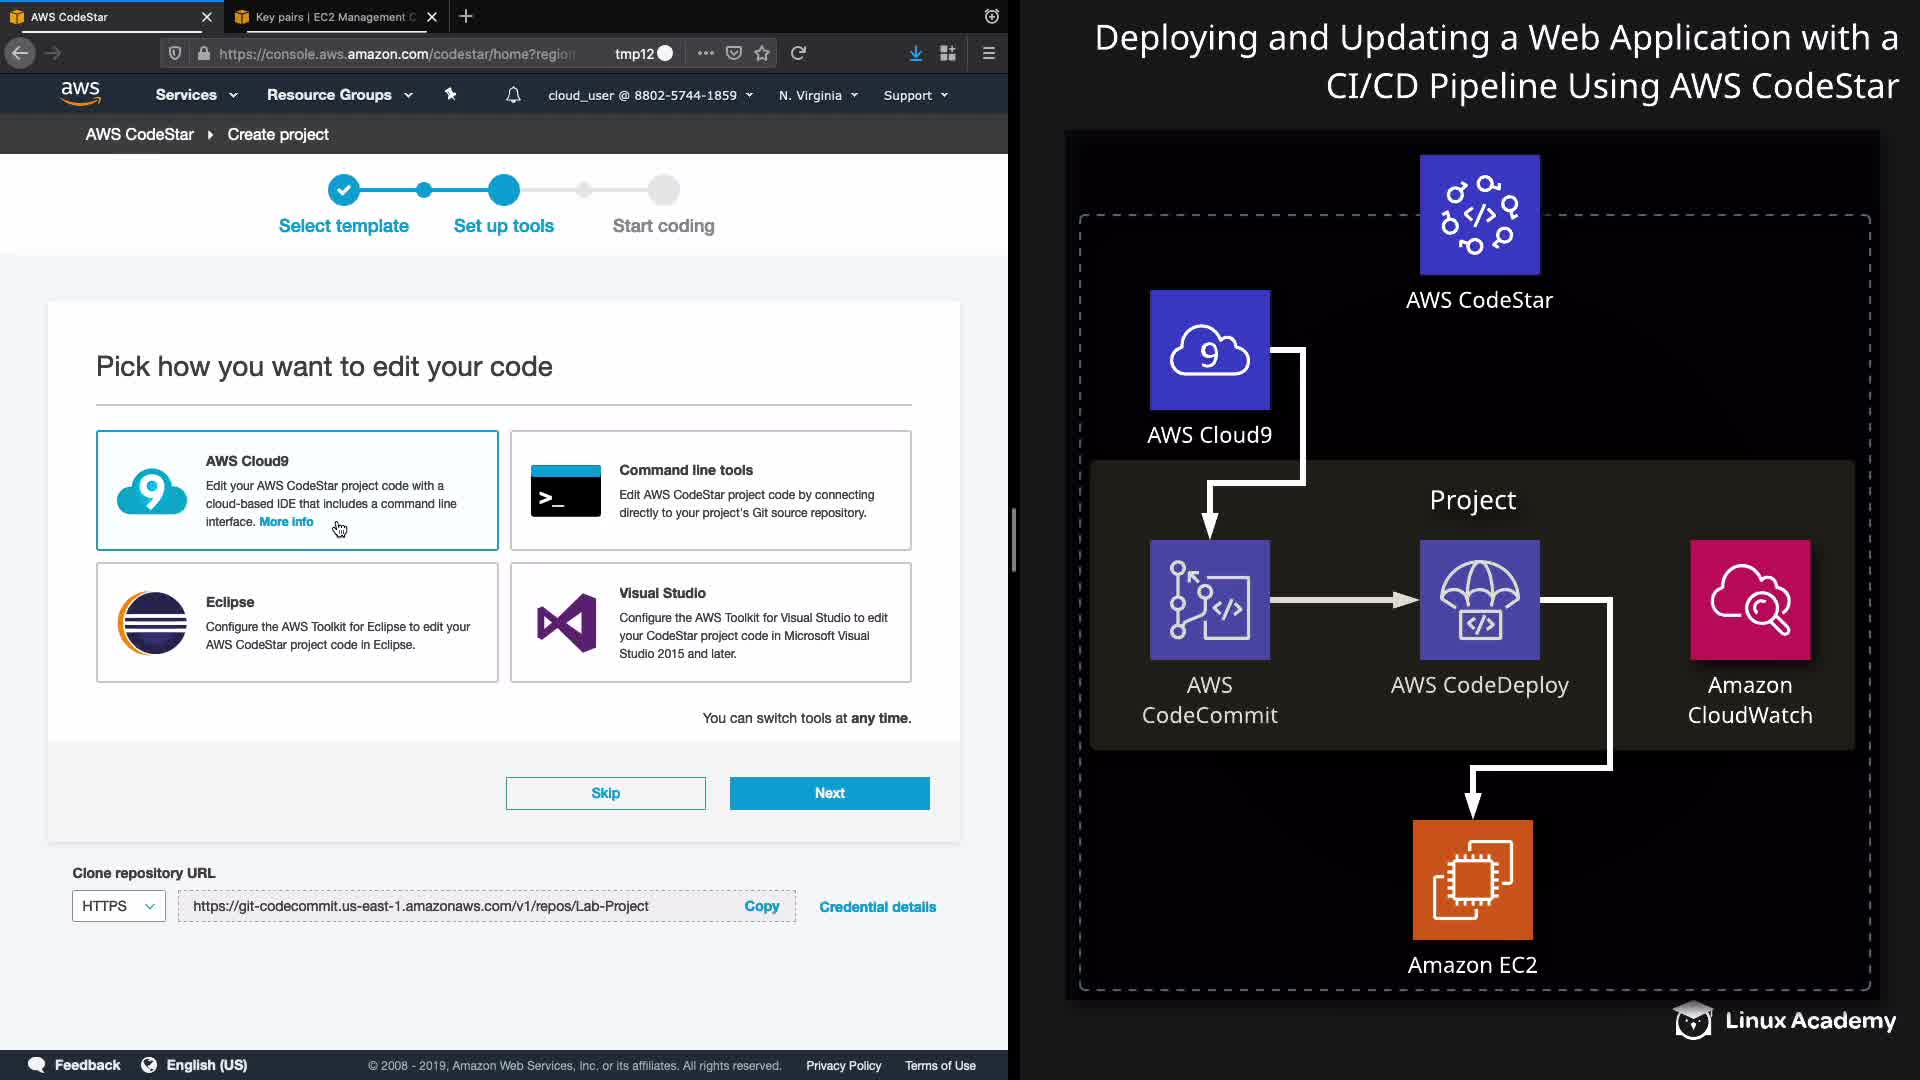 AWS CodeStar
Key pairs | EC2 Management C
https://console.aws.amazon.com/codestar/home?regio
tmp12
aws
Services
Resource Groups
cloud_user @ 8802-5744-1859
N. Virginia
Support
AWS CodeStar
Create project
Select template
Set up tools
Start coding
Pick how you want to edit your code
9
AWS Cloud9
Edit your AWS CodeStar project code with a
cloud-based IDE that includes a command line
interface. More info
>_
Command line tools
Edit AWS CodeStar project code by connecting
directly to your project's Git source repository.
Eclipse
Configure the AWS Toolkit for Eclipse to edit your
AWS CodeStar project code in Eclipse.
Visual Studio
Configure the AWS Toolkit for Visual Studio to edit
your CodeStar project code in Microsoft Visual
Studio 2015 and later.
You can switch tools at any time.
Skip
Next
Clone repository URL
HTTPS
https://git-codecommit.us-east-1.amazonaws.com/v1/repos/Lab-Project
Copy
Credential details
Feedback
English (US)
© 2008 - 2019, Amazon Web Services, Inc. or its affiliates. All rights reserved.
Privacy Policy
Terms of Use
Deploying and Updating a Web Application with a
CI/CD Pipeline Using AWS CodeStar
</>
AWS CodeStar
9
AWS Cloud9
Project
</>
AWS
CodeCommit
</>
AWS CodeDeploy
Amazon
CloudWatch
Amazon EC2
Linux Academy